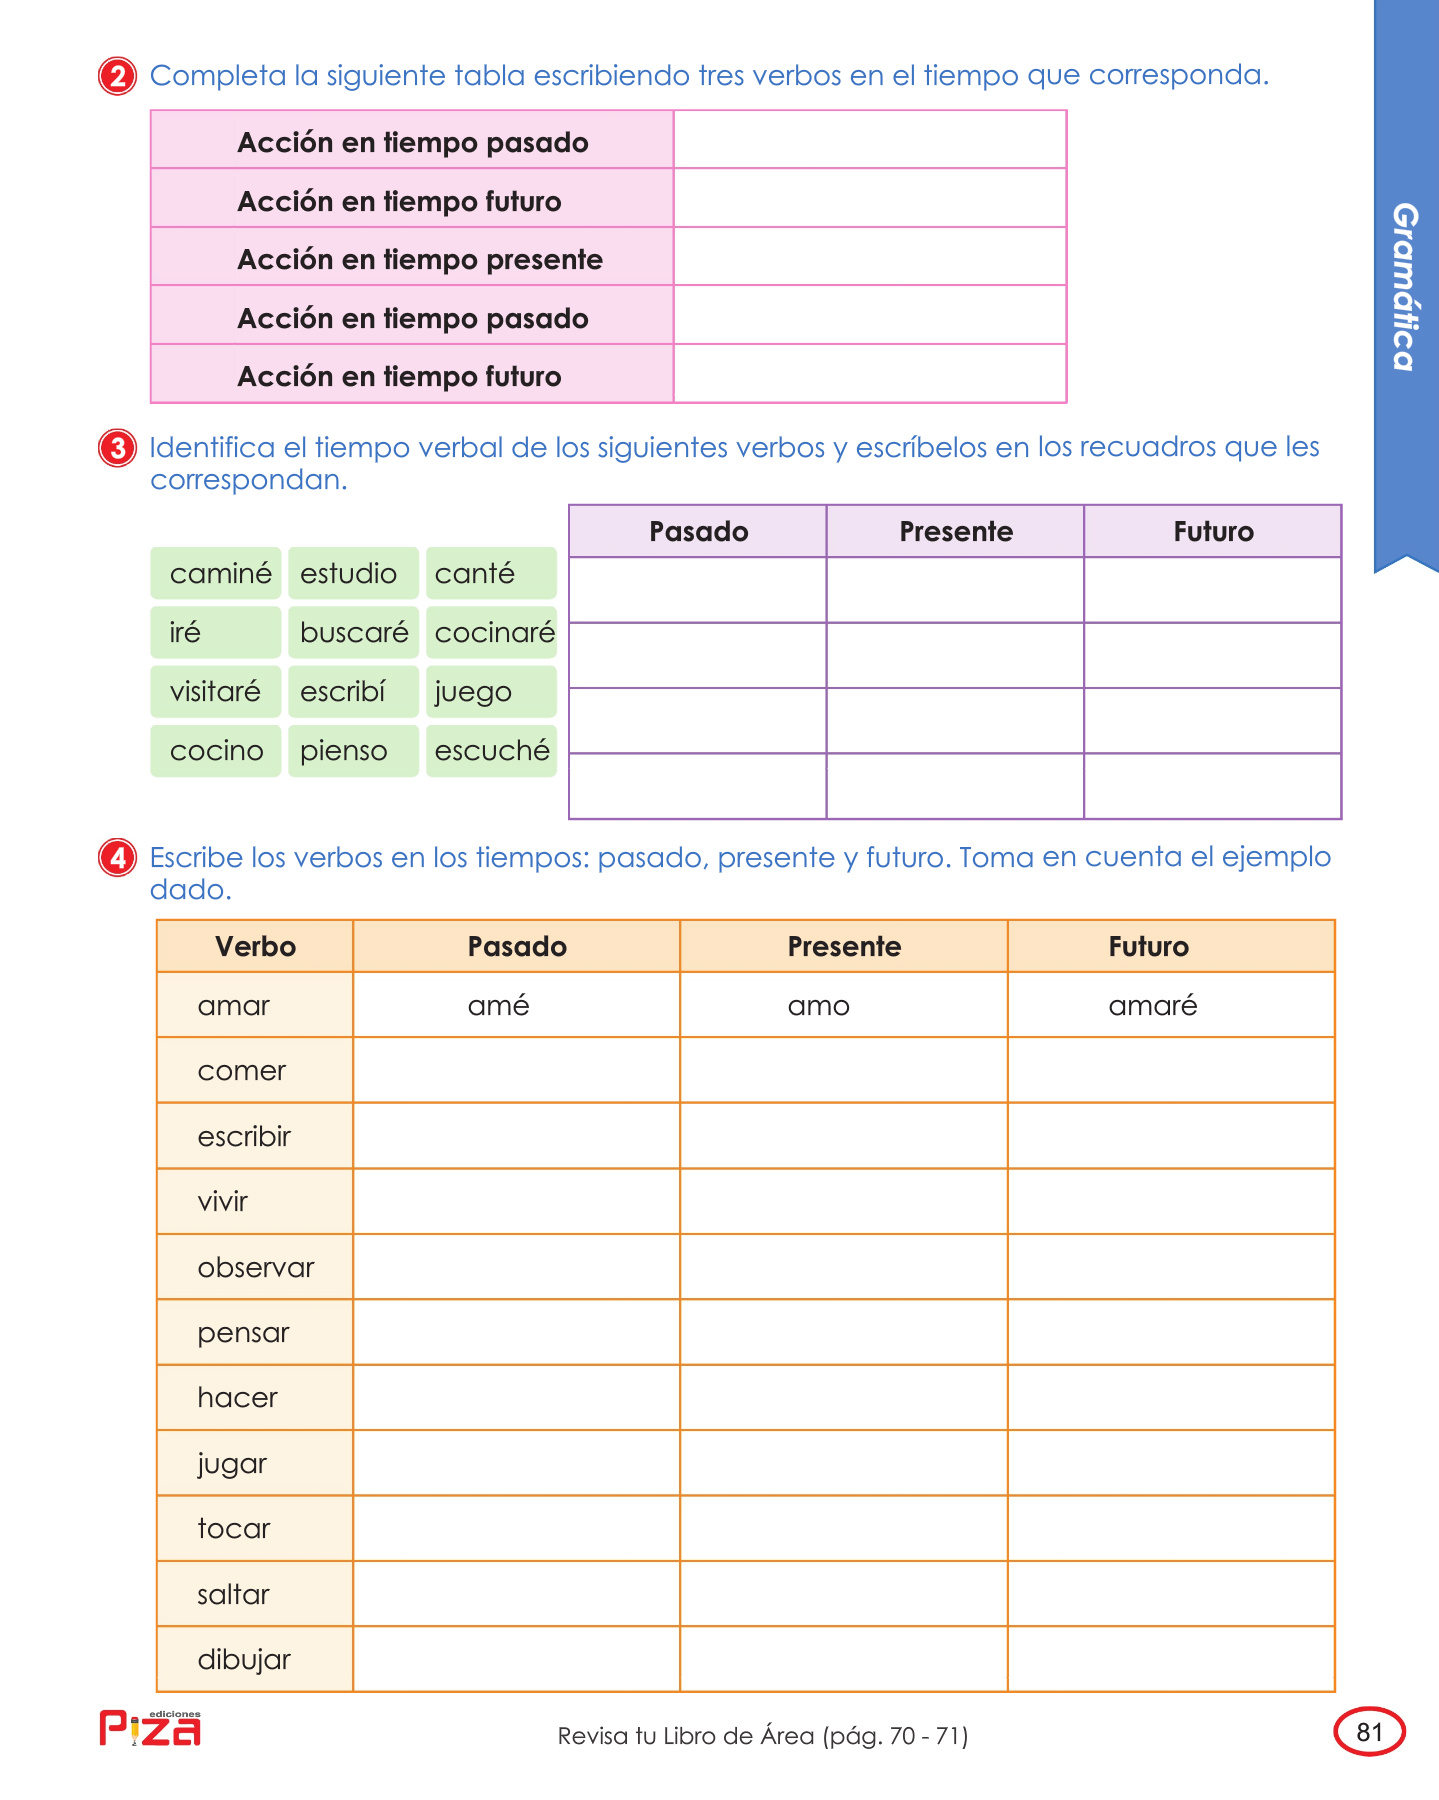 2 Completa la siguiente tabla escribiendo tres verbos en el tiempo que corresponda.
Acción en tiempo pasado
Acción en tiempo futuro
Acción en tiempo presente
Acción en tiempo pasado
Acción en tiempo futuro
Gramática
3 Identifica el tiempo verbal de los siguientes verbos y escríbelos en los recuadros que les
correspondan.
caminé estudio canté
iré buscaré cocinaré
visitaré escribí juego
cocino pienso escuché
Pasado Presente Futuro
4 Escribe los verbos en los tiempos: pasado, presente y futuro. Toma en cuenta el ejemplo
dado.
Verbo Pasado Presente Futuro
amar amé amo amaré
comer
escribir
vivir
observar
pensar
hacer
jugar
tocar
saltar
dibujar
ediciones
Piza
Revisa tu Libro de Área (pág. 70 - 71)
81